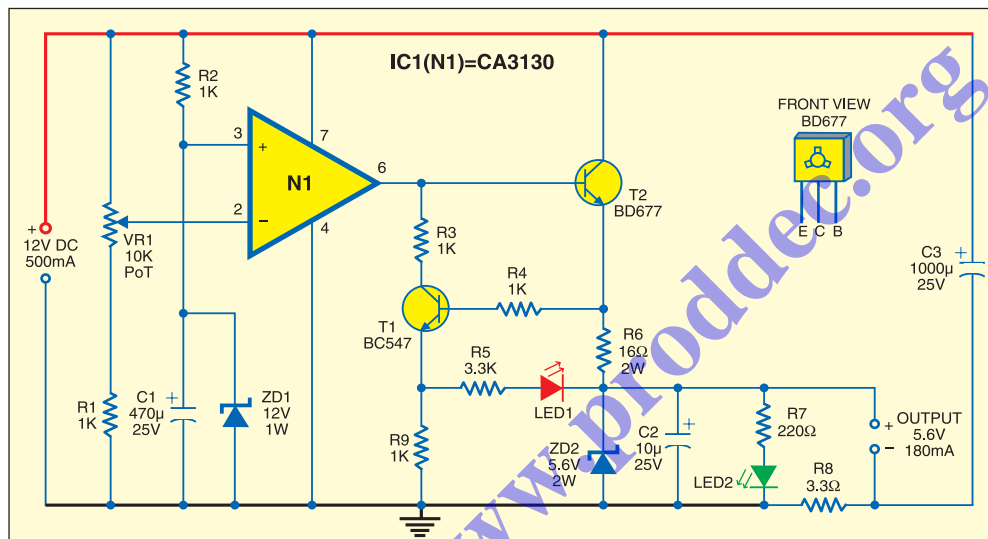 IC1(N1)=CA3130
R2
1K
FRONT VIEW
BD677
3
7
+
N1
6
2
–
4
T2
BD677
E C B
+
12V DC
500mA
VR1
10K
PoT
R3
1K
R4
1K
C3
1000µ
25V
+
T1
BC547
R6
16Ω
2W
R5
3.3K
LED1
R1
1K
C1
470µ
25V
+
ZD1
12V
1W
R9
1K
ZD2
5.6V
2W
C2
10µ
25V
+
R7
220Ω
LED2
R8
3.3Ω
+
–
OUTPUT
5.6V
180mA
www.proddec.org